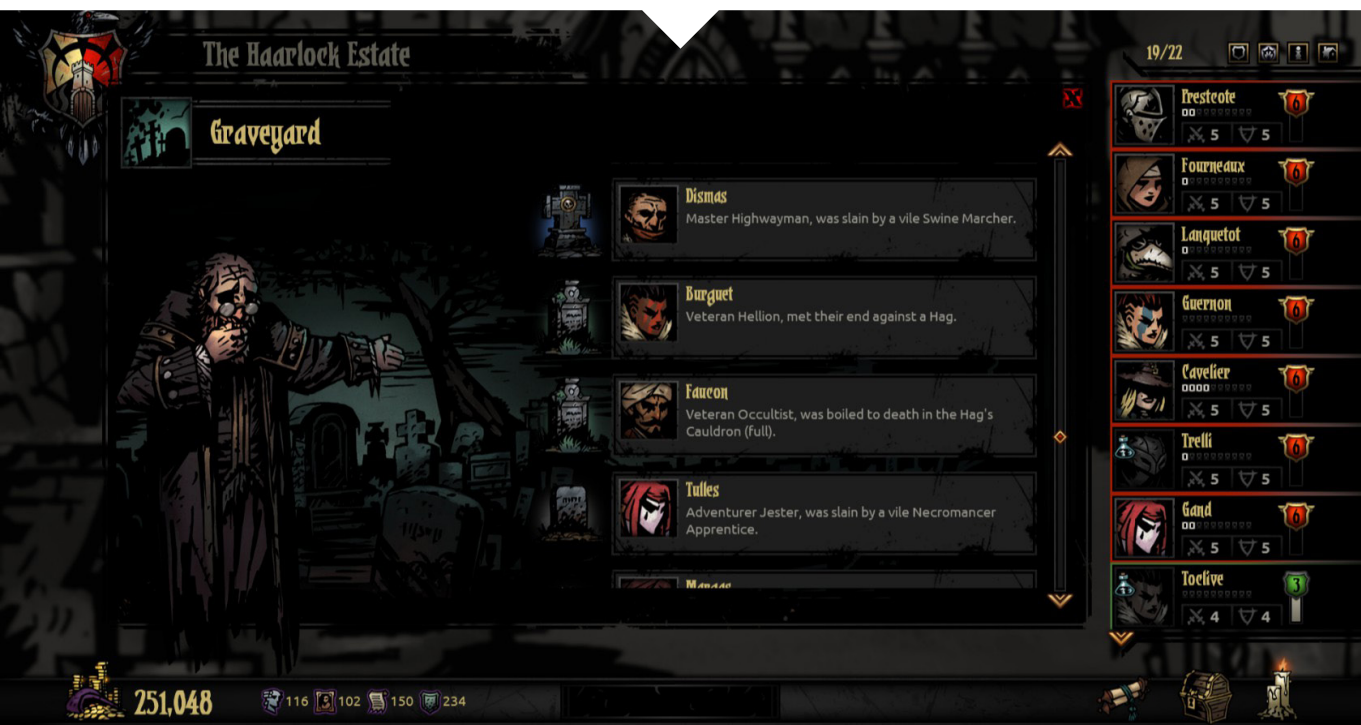 The Haarlock Estate
19/22
Graveyard
Dismas
Master Highwayman, was slain by a vile Swine Marcher.
Burguet
Veteran Hellion, met their end against a Hag.
Faucon
Veteran Occultist, was boiled to death in the Hag's
Cauldron (full).
Tulles
Adventurer Jester, was slain by a vile Necromancer
Apprentice.
Prestcote
6
5 5
Fourneaux
6
5 5
Lanquetot
6
5 5
Guernon
6
5 5
Cavelier
6
5 5
Trelli
6
5 5
Gand
6
5 5
Toclive
3
4 4
251,048
116 102 150 234